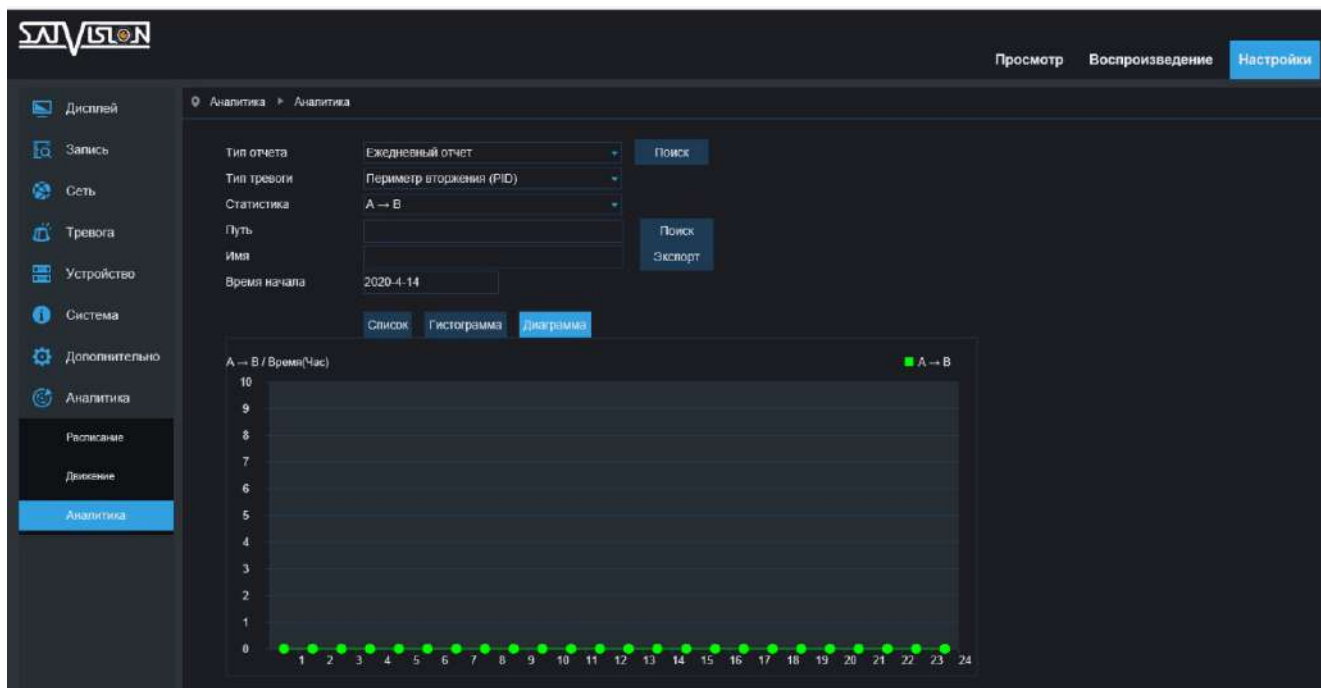 SATVISION
Просмотр Воспроизведение Настройки
Дисплей
Запись
Сеть
Тревога
Устройство
Система
Дополнительно
Аналитика
Расписание
Движение
Аналитика
Аналитика ▶ Аналитика
Тип отчета Ежедневный отчет Поиск
Тип тревоги Периметр вторжения (PID)
Статистика A → B
Путь Поиск
Имя Экспорт
Время начала 2020-4-14
Список Гистограмма Диаграмма
A → B / Время(Час) A → B
10
9
8
7
6
5
4
3
2
1
0
1 2 3 4 5 6 7 8 9 10 11 12 13 14 15 16 17 18 19 20 21 22 23 24